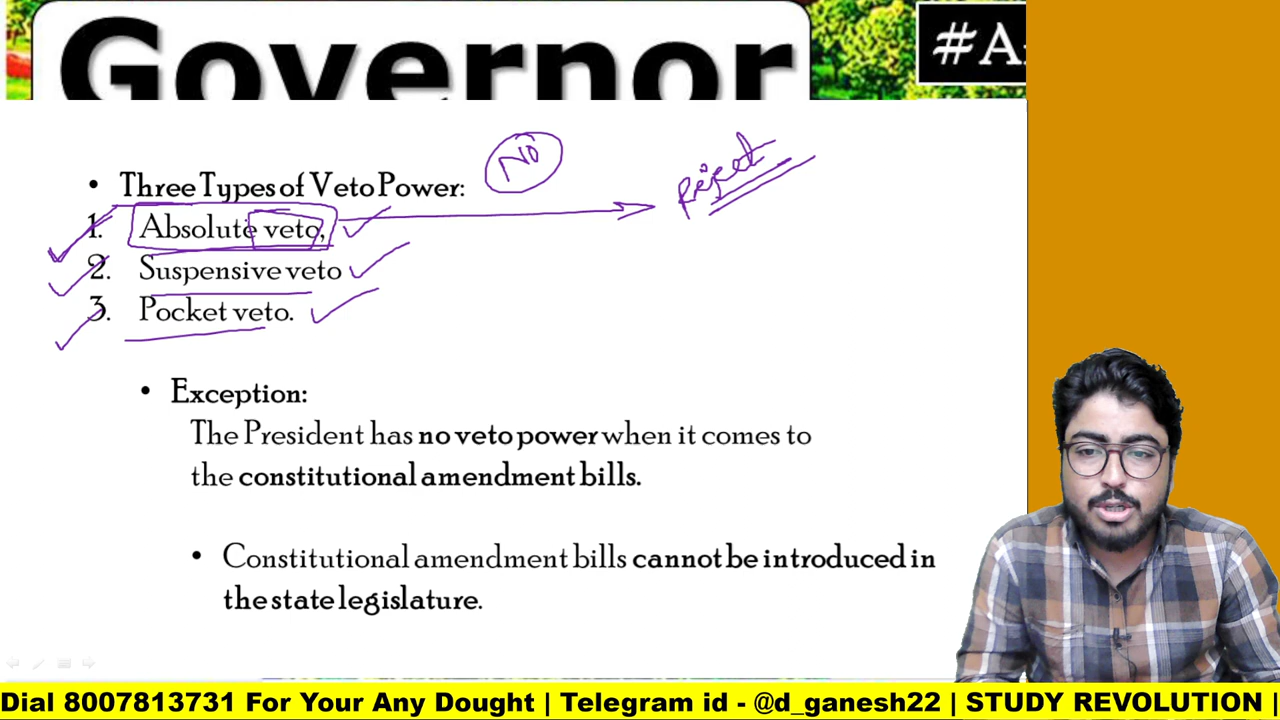 Governor
#A
• Three Types of Veto Power:
NO
Reject
1. Absolute veto,
2. Suspensive veto
3. Pocket veto.
• Exception:
The President has no veto power when it comes to
the constitutional amendment bills.
• Constitutional amendment bills cannot be introduced in
the state legislature.
Dial 8007813731 For Your Any Dought | Telegram id - @d_ganesh22 | STUDY REVOLUTION |